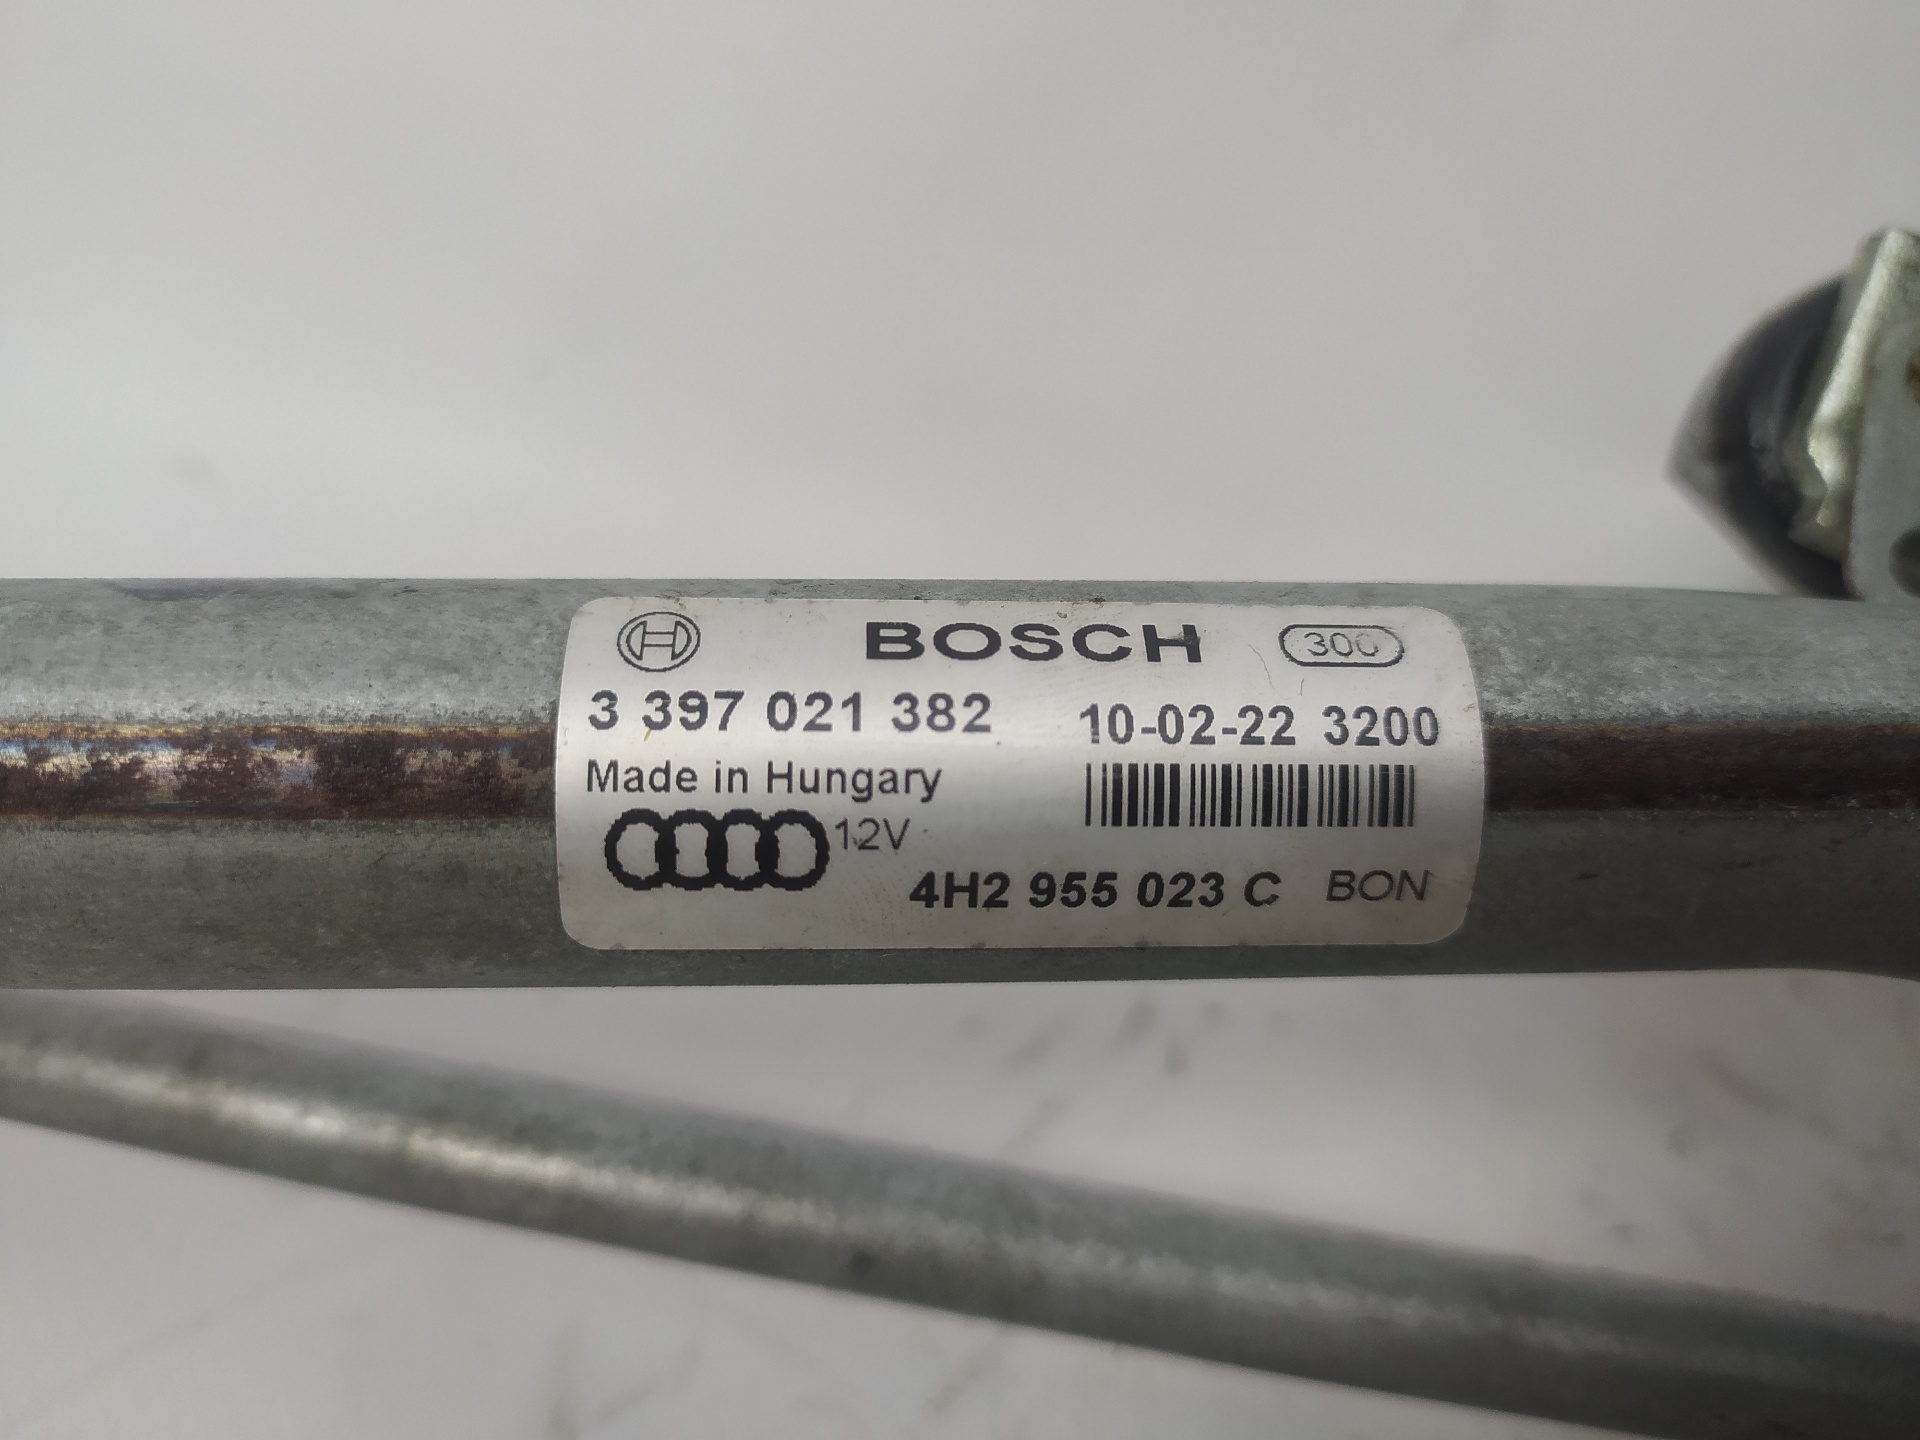 BOSCH 300
3 397 021 382 10-02-22 3200
Made in Hungary
12V
4H2 955 023 C BON